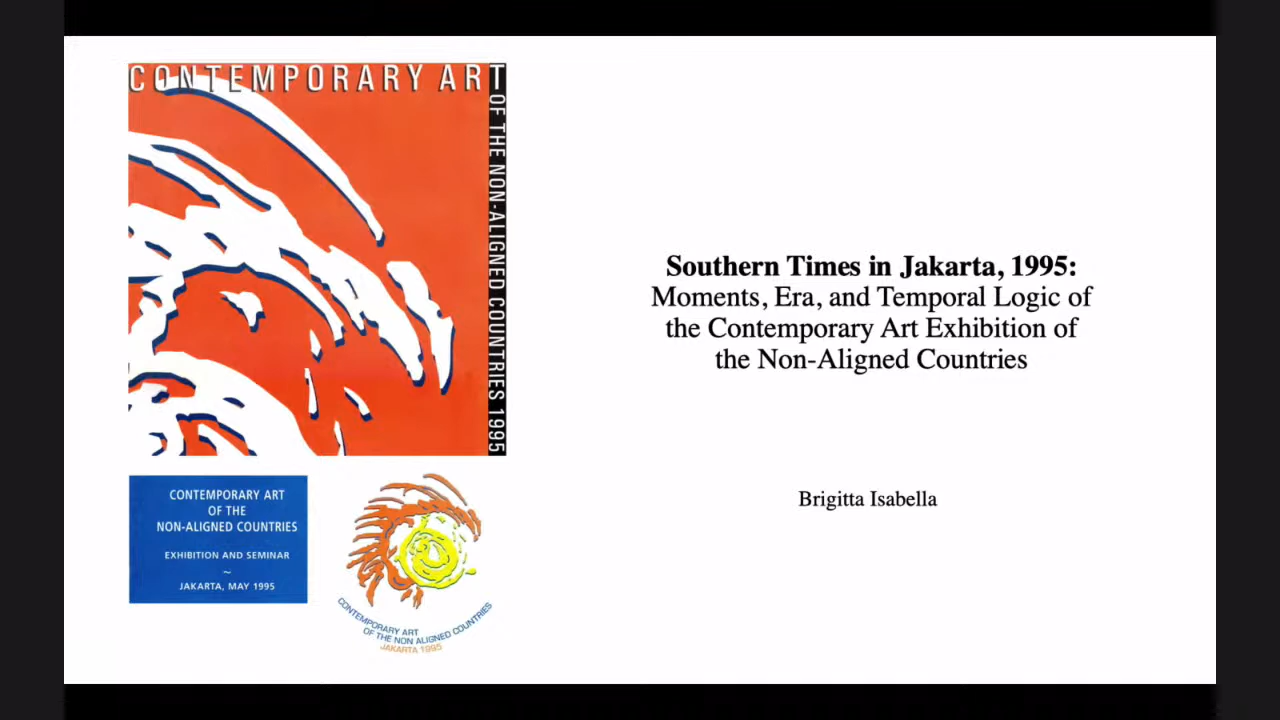 CONTEMPORARY ART
OF THE NON-ALIGNED COUNTRIES 1995
Southern Times in Jakarta, 1995:
Moments, Era, and Temporal Logic of
the Contemporary Art Exhibition of
the Non-Aligned Countries
Brigitta Isabella
CONTEMPORARY ART
OF THE
NON-ALIGNED COUNTRIES
EXHIBITION AND SEMINAR
~
JAKARTA, MAY 1995
CONTEMPORARY ART
OF THE NON ALIGNED COUNTRIES
JAKARTA 1995